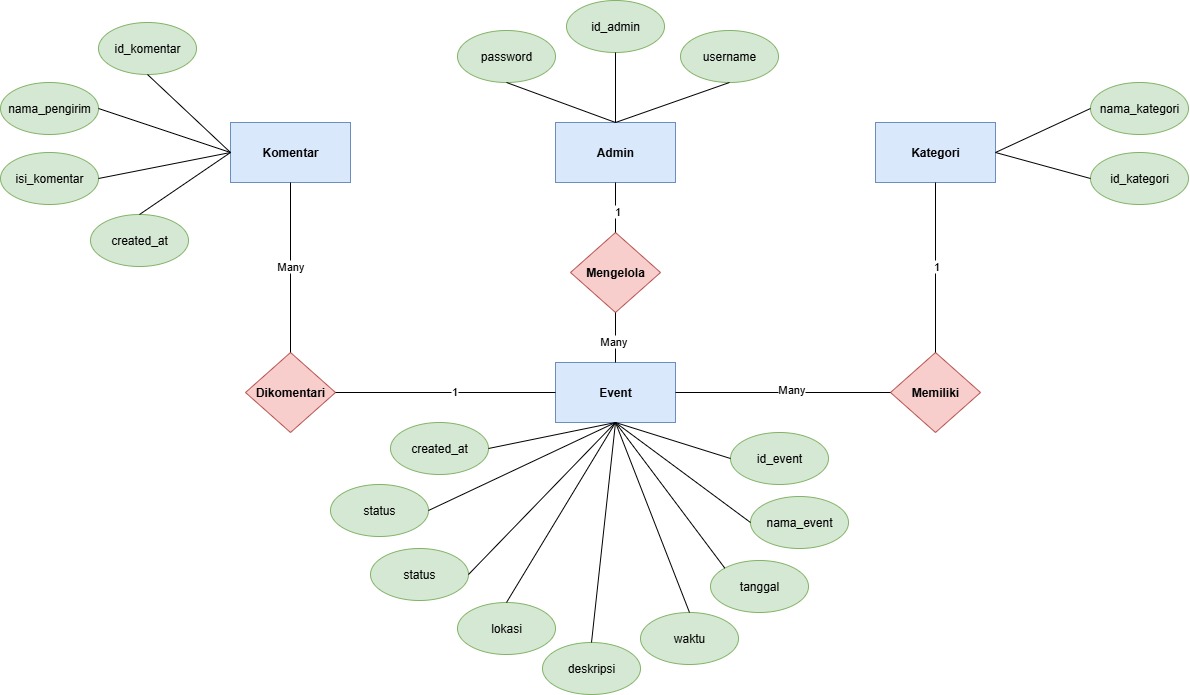 id_admin
id_komentar
password
username
nama_pengirim
nama_kategori
Komentar
Admin
Kategori
isi_komentar
id_kategori
1
created_at
Many
1
Mengelola
Many
Dikomentari
1
Event
Many
Memiliki
created_at
id_event
status
nama_event
status
tanggal
lokasi
waktu
deskripsi